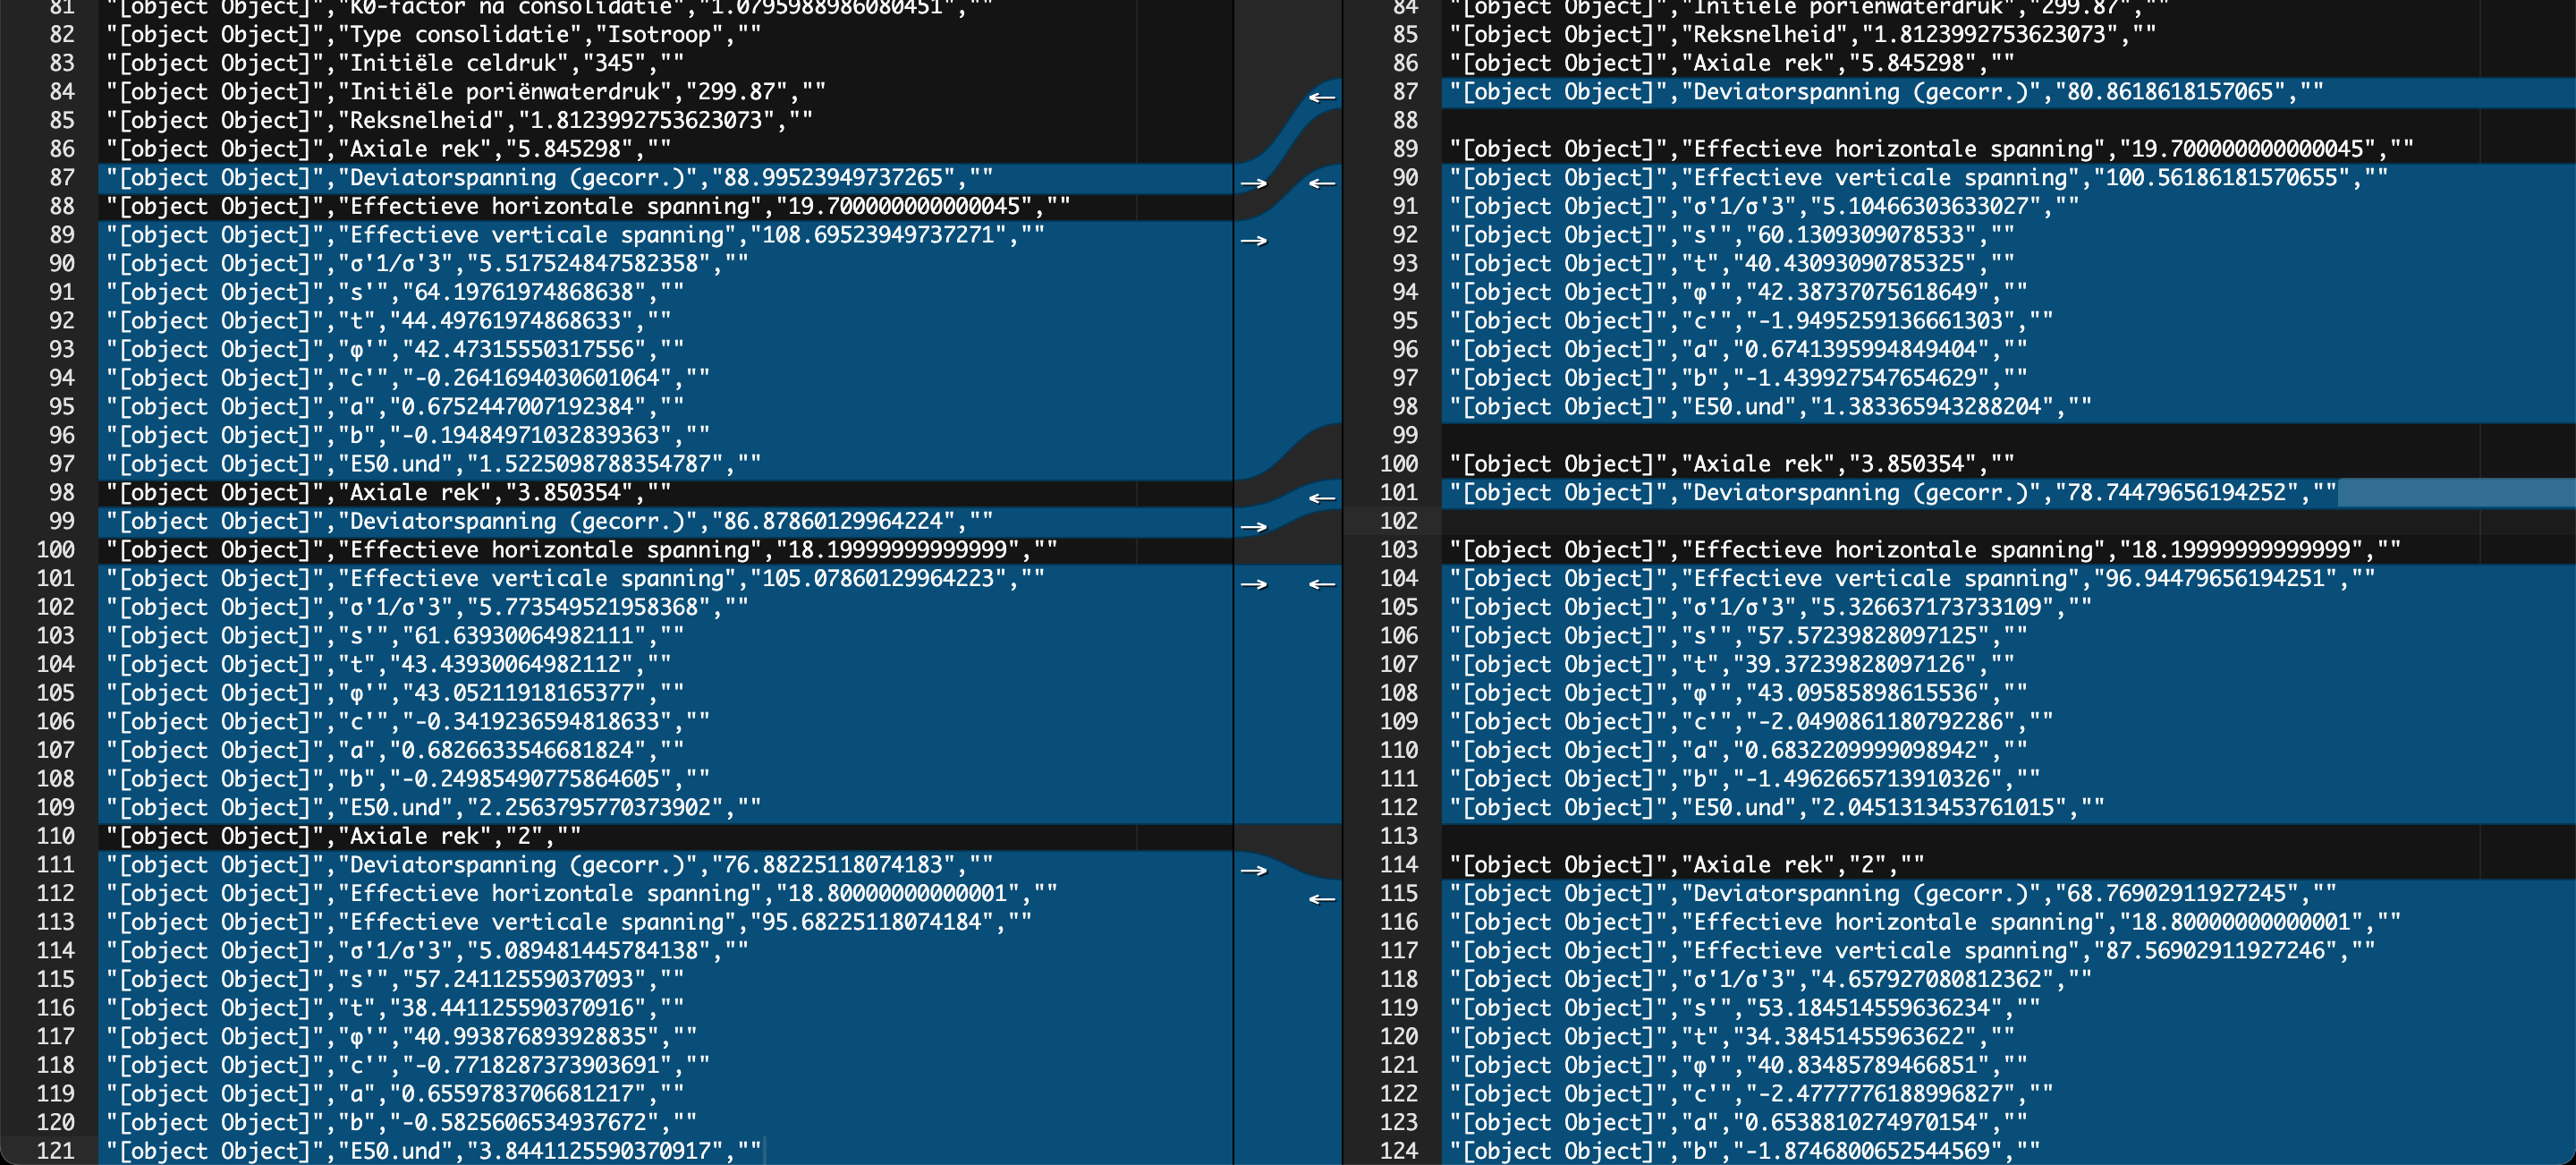 81 "[object Object]","K0-factor na consolidatie","1.0795988986080451",""
82 "[object Object]","Type consolidatie","Isotroop",""
83 "[object Object]","Initiële celdruk","345",""
84 "[object Object]","Initiële poriënwaterdruk","299.87",""
85 "[object Object]","Reksnelheid","1.8123992753623073",""
86 "[object Object]","Axiale rek","5.845298",""
87 "[object Object]","Deviatorspanning (gecorr.)","88.99523949737265",""
88 "[object Object]","Effectieve horizontale spanning","19.700000000000045",""
89 "[object Object]","Effectieve verticale spanning","108.69523949737271",""
90 "[object Object]","σ'1/σ'3","5.517524847582358",""
91 "[object Object]","s'","64.19761974868638",""
92 "[object Object]","t","44.49761974868633",""
93 "[object Object]","φ'","42.47315550317556",""
94 "[object Object]","c'","-0.2641694030601064",""
95 "[object Object]","a","0.6752447007192384",""
96 "[object Object]","b","-0.19484971032839363",""
97 "[object Object]","E50.und","1.5225098788354787",""
98 "[object Object]","Axiale rek","3.850354",""
99 "[object Object]","Deviatorspanning (gecorr.)","86.87860129964224",""
100 "[object Object]","Effectieve horizontale spanning","18.19999999999999",""
101 "[object Object]","Effectieve verticale spanning","105.07860129964223",""
102 "[object Object]","σ'1/σ'3","5.773549521958368",""
103 "[object Object]","s'","61.63930064982111",""
104 "[object Object]","t","43.43930064982112",""
105 "[object Object]","φ'","43.05211918165377",""
106 "[object Object]","c'","-0.3419236594818633",""
107 "[object Object]","a","0.6826633546681824",""
108 "[object Object]","b","-0.24985490775864605",""
109 "[object Object]","E50.und","2.2563795770373902",""
110 "[object Object]","Axiale rek","2",""
111 "[object Object]","Deviatorspanning (gecorr.)","76.88225118074183",""
112 "[object Object]","Effectieve horizontale spanning","18.80000000000001",""
113 "[object Object]","Effectieve verticale spanning","95.68225118074184",""
114 "[object Object]","σ'1/σ'3","5.089481445784138",""
115 "[object Object]","s'","57.24112559037093",""
116 "[object Object]","t","38.441125590370916",""
117 "[object Object]","φ'","40.993876893928835",""
118 "[object Object]","c'","-0.7718287373903691",""
119 "[object Object]","a","0.6559783706681217",""
120 "[object Object]","b","-0.5825606534937672",""
121 "[object Object]","E50.und","3.8441125590370917",""
84 "[object Object]","Initiële poriënwaterdruk","299.87",""
85 "[object Object]","Reksnelheid","1.8123992753623073",""
86 "[object Object]","Axiale rek","5.845298",""
87 "[object Object]","Deviatorspanning (gecorr.)","80.8618618157065",""
88
89 "[object Object]","Effectieve horizontale spanning","19.700000000000045",""
90 "[object Object]","Effectieve verticale spanning","100.56186181570655",""
91 "[object Object]","σ'1/σ'3","5.10466303633027",""
92 "[object Object]","s'","60.1309309078533",""
93 "[object Object]","t","40.43093090785325",""
94 "[object Object]","φ'","42.38737075618649",""
95 "[object Object]","c'","-1.9495259136661303",""
96 "[object Object]","a","0.6741395994849404",""
97 "[object Object]","b","-1.439927547654629",""
98 "[object Object]","E50.und","1.383365943288204",""
99
100 "[object Object]","Axiale rek","3.850354",""
101 "[object Object]","Deviatorspanning (gecorr.)","78.74479656194252",""
102
103 "[object Object]","Effectieve horizontale spanning","18.19999999999999",""
104 "[object Object]","Effectieve verticale spanning","96.94479656194251",""
105 "[object Object]","σ'1/σ'3","5.326637173733109",""
106 "[object Object]","s'","57.57239828097125",""
107 "[object Object]","t","39.37239828097126",""
108 "[object Object]","φ'","43.09585898615536",""
109 "[object Object]","c'","-2.0490861180792286",""
110 "[object Object]","a","0.6832209999098942",""
111 "[object Object]","b","-1.4962665713910326",""
112 "[object Object]","E50.und","2.0451313453761015",""
113
114 "[object Object]","Axiale rek","2",""
115 "[object Object]","Deviatorspanning (gecorr.)","68.76902911927245",""
116 "[object Object]","Effectieve horizontale spanning","18.80000000000001",""
117 "[object Object]","Effectieve verticale spanning","87.56902911927246",""
118 "[object Object]","σ'1/σ'3","4.657927080812362",""
119 "[object Object]","s'","53.184514559636234",""
120 "[object Object]","t","34.38451455963622",""
121 "[object Object]","φ'","40.83485789466851",""
122 "[object Object]","c'","-2.4777776188996827",""
123 "[object Object]","a","0.6538810274970154",""
124 "[object Object]","b","-1.8746800652544569",""